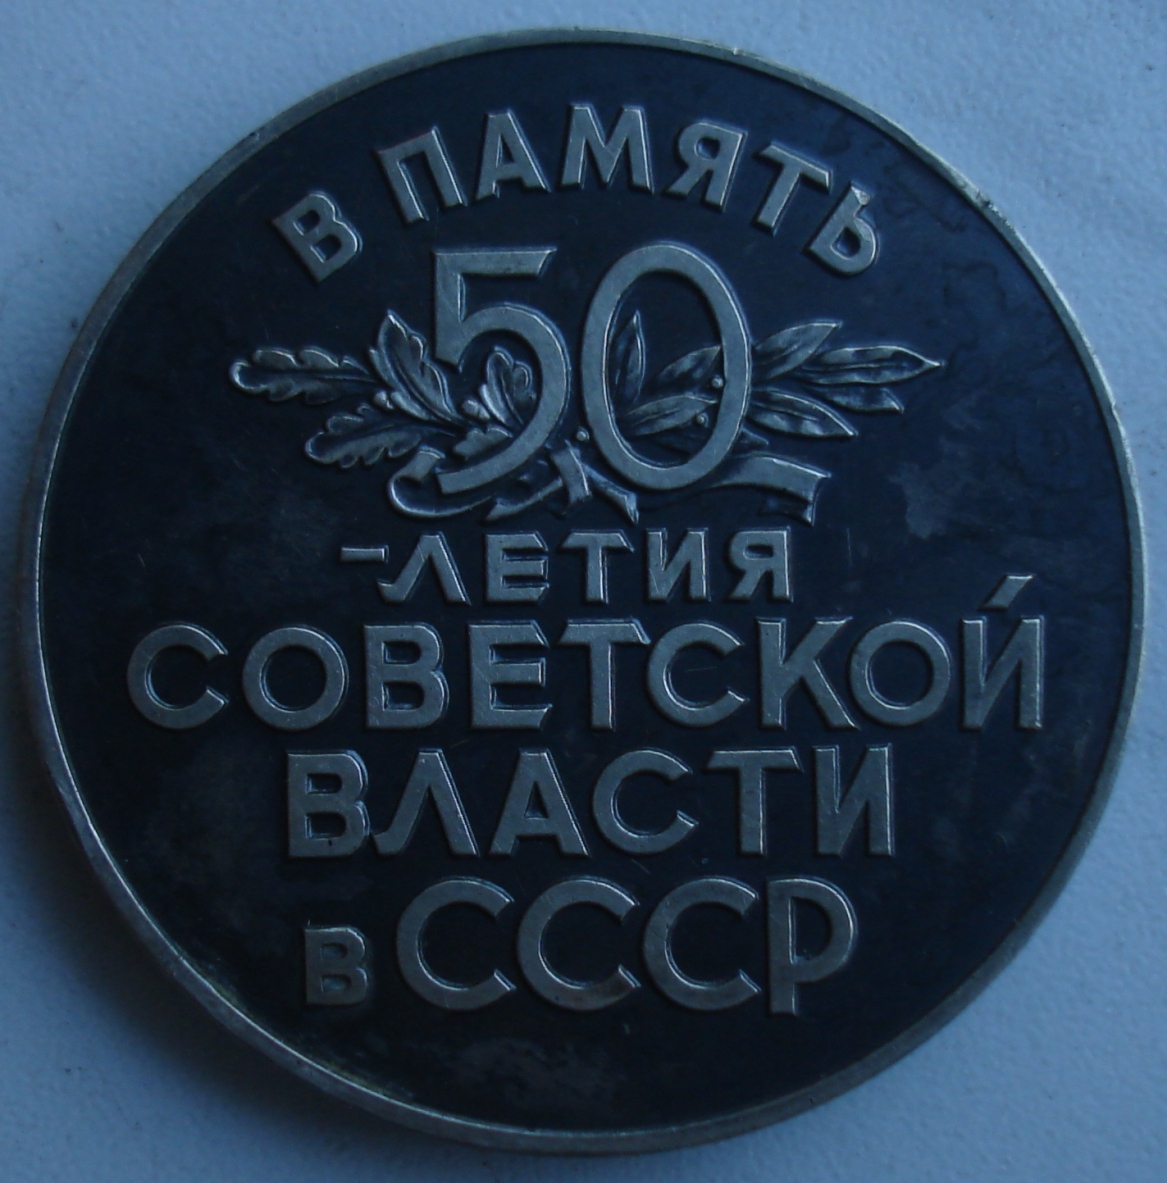 В ПАМЯТЬ
50
-ЛЕТИЯ
СОВЕТСКОЙ
ВЛАСТИ
в СССР